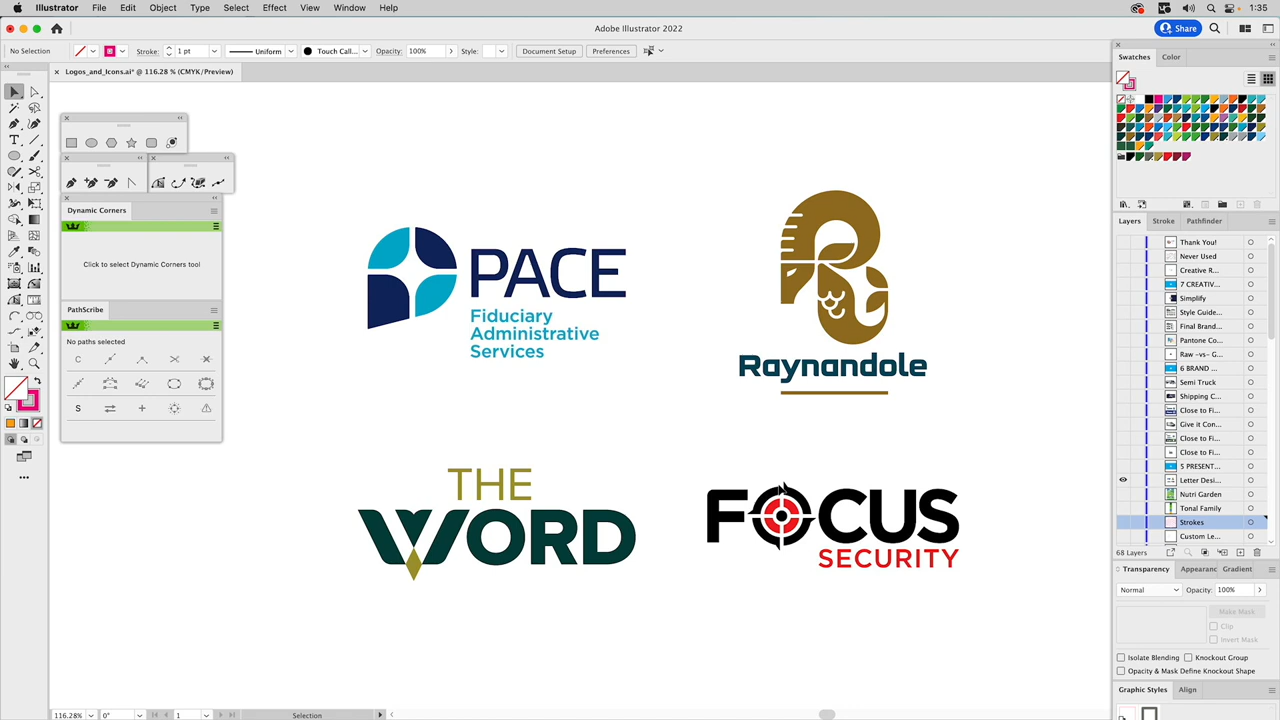 Illustrator File Edit Object Type Select Effect View Window Help 1:35
Adobe Illustrator 2022
Share
No Selection Stroke: 1 pt Uniform Touch Call... Opacity: 100% Style: Document Setup Preferences
Logos_and_Icons.ai* @ 116.28 % (CMYK/Preview)
Swatches Color
Dynamic Corners
Click to select Dynamic Corners tool
PathScribe
No paths selected
C
S
PACE
Fiduciary
Administrative
Services
Raynandole
THE
WORD
FOCUS
SECURITY
Layers Stroke Pathfinder
Thank You!
Never Used
Creative R...
7 CREATIV...
Simplify
Style Guide...
Final Brand...
Pantone Co...
Raw -vs- G...
6 BRAND ...
Semi Truck
Shipping C...
Close to Fi...
Give it Con...
Close to Fi...
Close to Fi...
5 PRESENT...
Letter Desi...
Nutri Garden
Tonal Family
Strokes
Custom Le...
68 Layers
Transparency Appearanc Gradient
Normal Opacity: 100%
Make Mask
Clip
Invert Mask
Isolate Blending Knockout Group
Opacity & Mask Define Knockout Shape
Graphic Styles Align
116.28% 0° 1 Selection